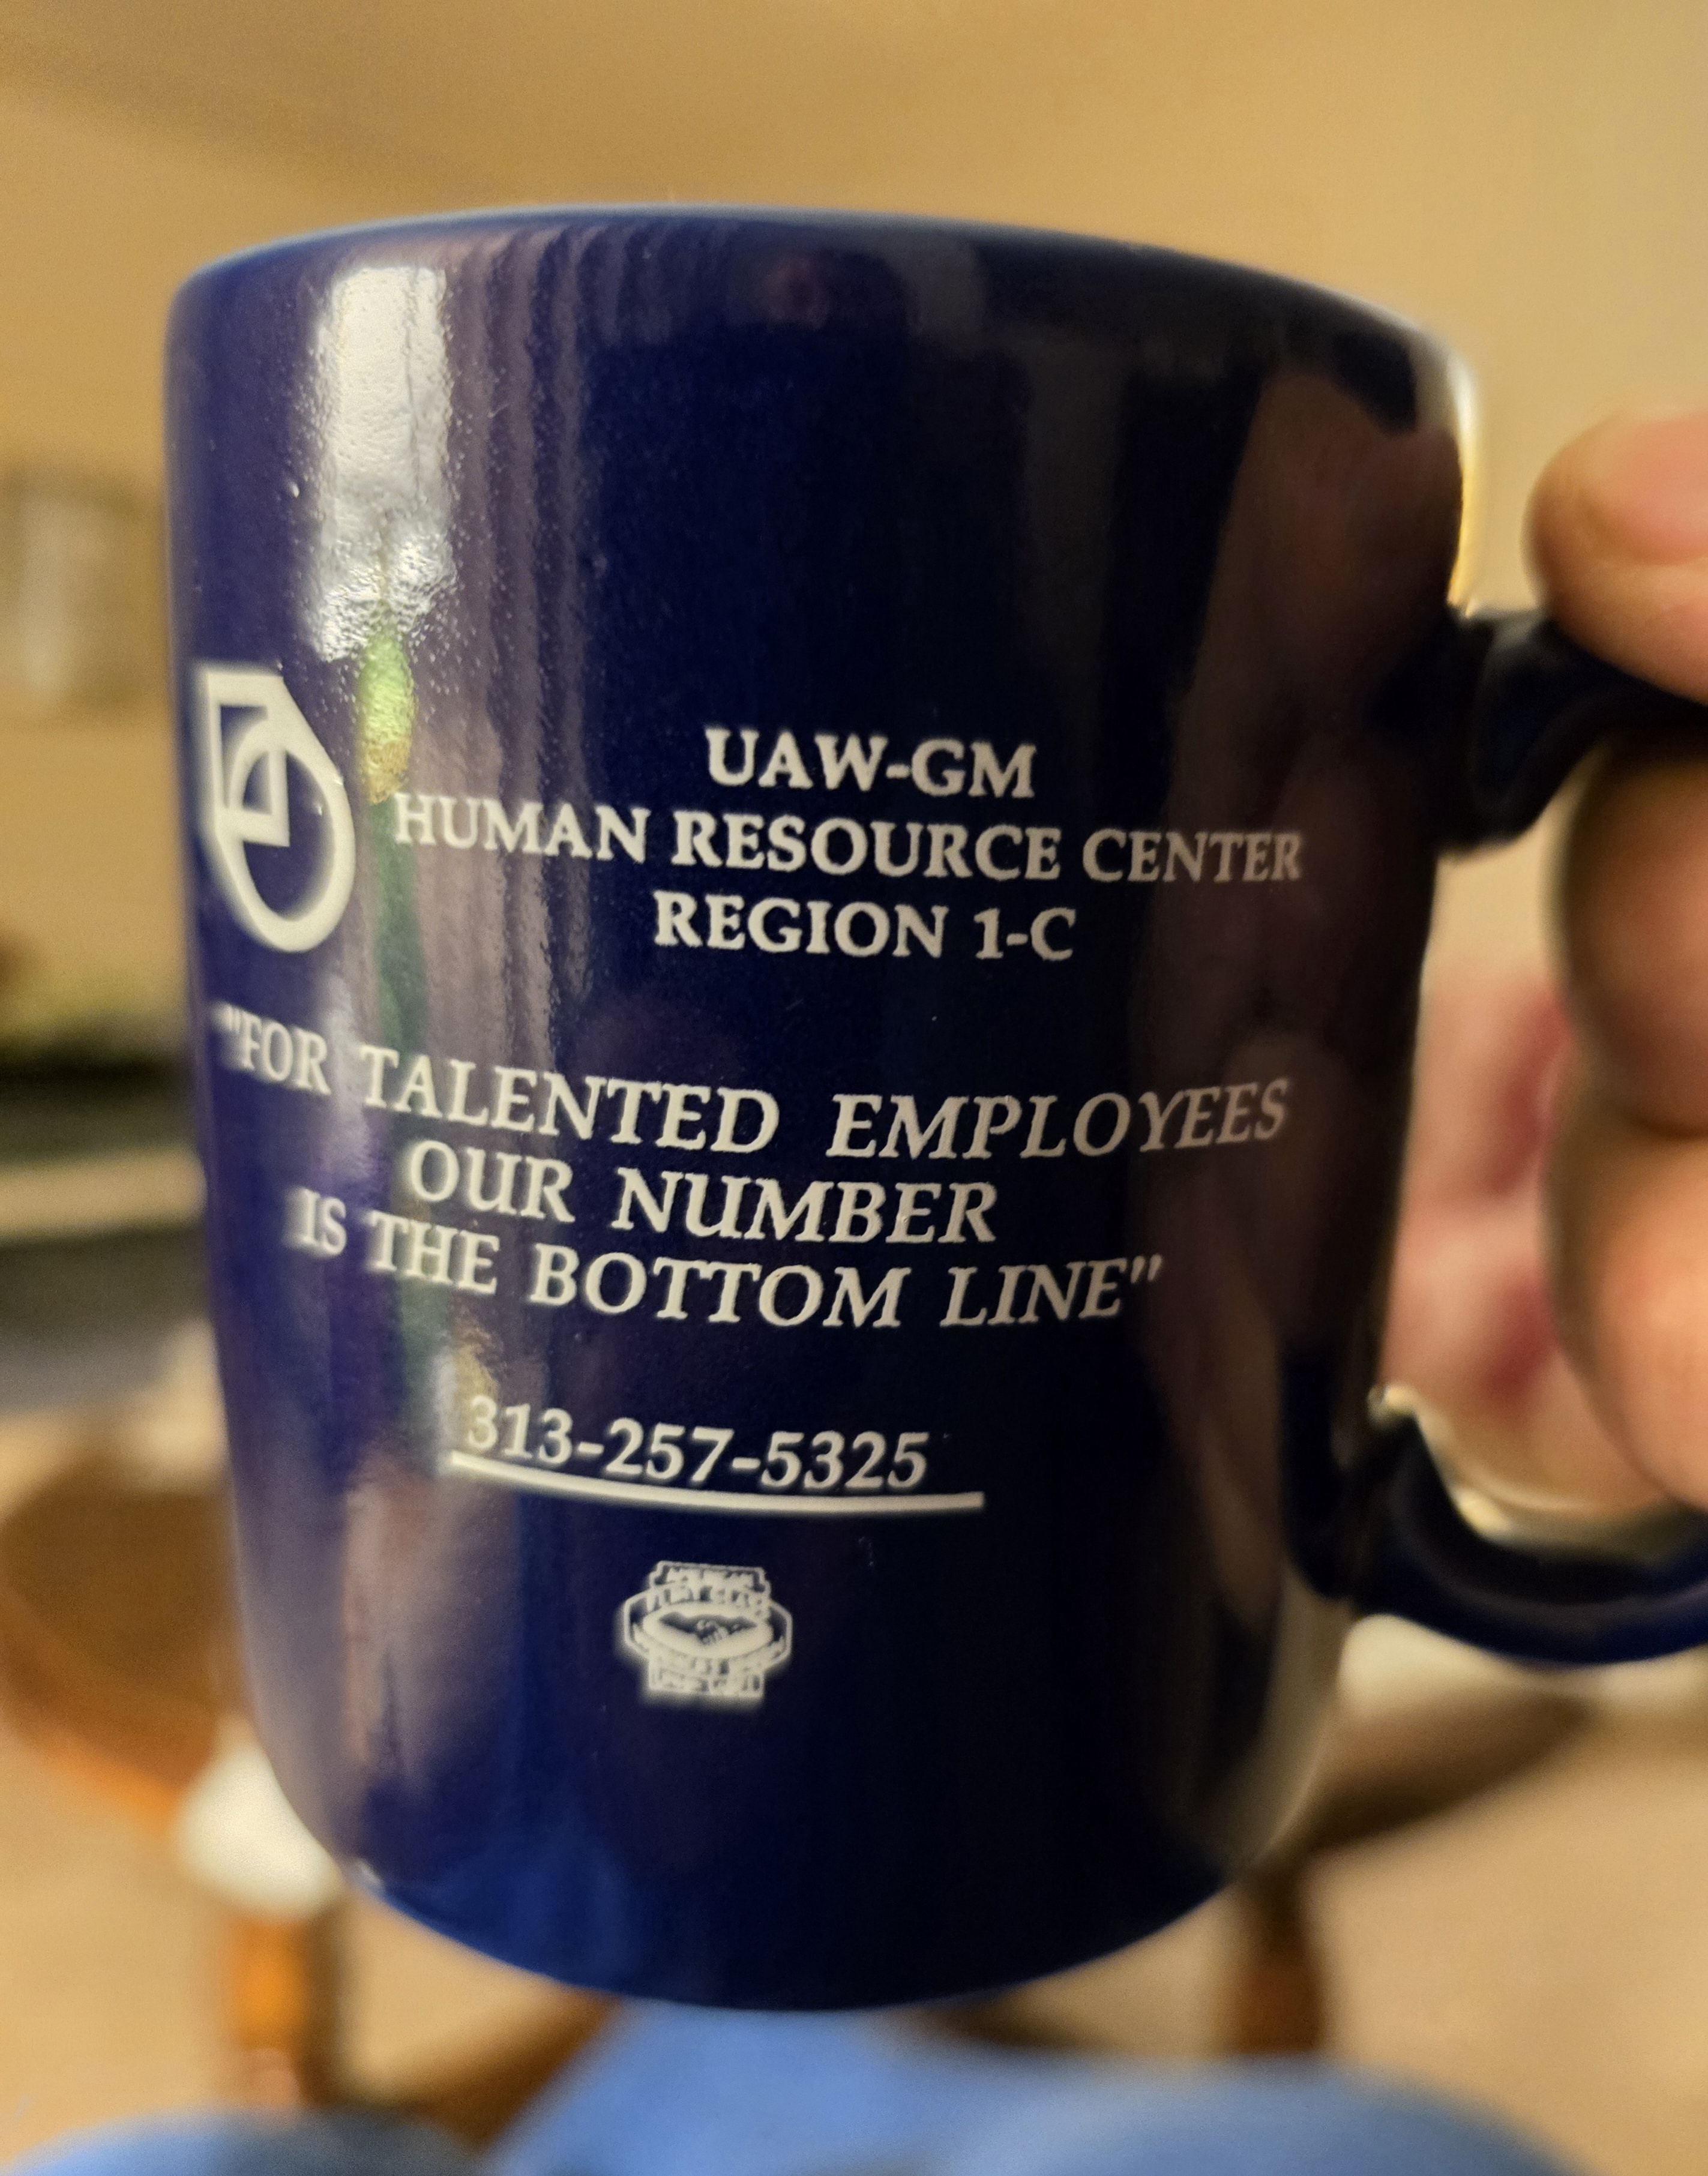 UAW-GM
HUMAN RESOURCE CENTER
REGION 1-C
"FOR TALENTED EMPLOYEES
OUR NUMBER
IS THE BOTTOM LINE"
313-257-5325